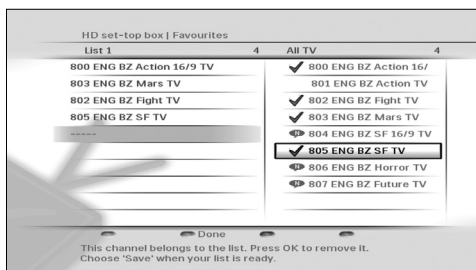 HD set-top box | Favourites
List 1 4 All TV 4
800 ENG BZ Action 16/9 TV
803 ENG BZ Mars TV
802 ENG BZ Fight TV
805 ENG BZ SF TV
-----
800 ENG BZ Action 16/
801 ENG BZ Action TV
802 ENG BZ Fight TV
803 ENG BZ Mars TV
804 ENG BZ SF 16/9 TV
805 ENG BZ SF TV
806 ENG BZ Horror TV
807 ENG BZ Future TV
Done
This channel belongs to the list. Press OK to remove it.
Choose 'Save' when your list is ready.